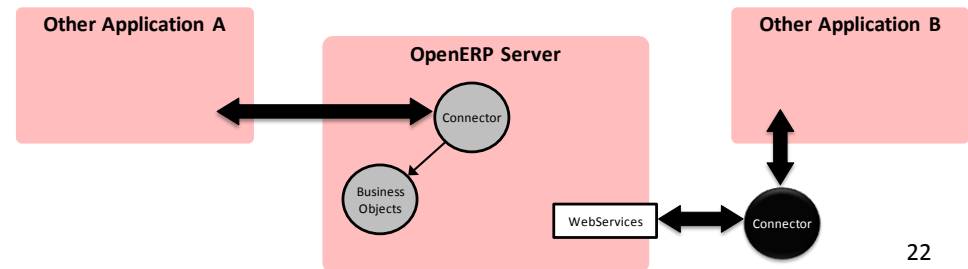 Other Application A
Other Application B
OpenERP Server
Connector
Business
Objects
WebServices
Connector
22